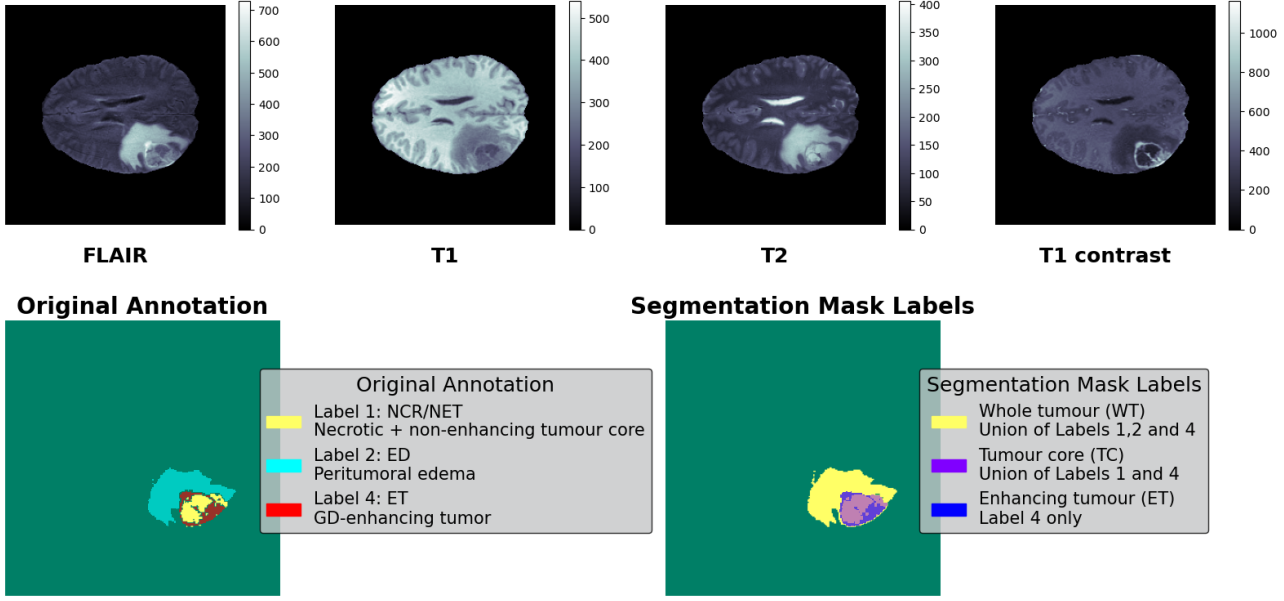 700
600
500
400
300
200
100
0
500
400
300
200
100
0
400
350
300
250
200
150
100
50
0
1000
800
600
400
200
0
FLAIR
T1
T2
T1 contrast
Original Annotation
Segmentation Mask Labels
Original Annotation
Label 1: NCR/NET
Necrotic + non-enhancing tumour core
Label 2: ED
Peritumoral edema
Label 4: ET
GD-enhancing tumor
Segmentation Mask Labels
Whole tumour (WT)
Union of Labels 1,2 and 4
Tumour core (TC)
Union of Labels 1 and 4
Enhancing tumour (ET)
Label 4 only